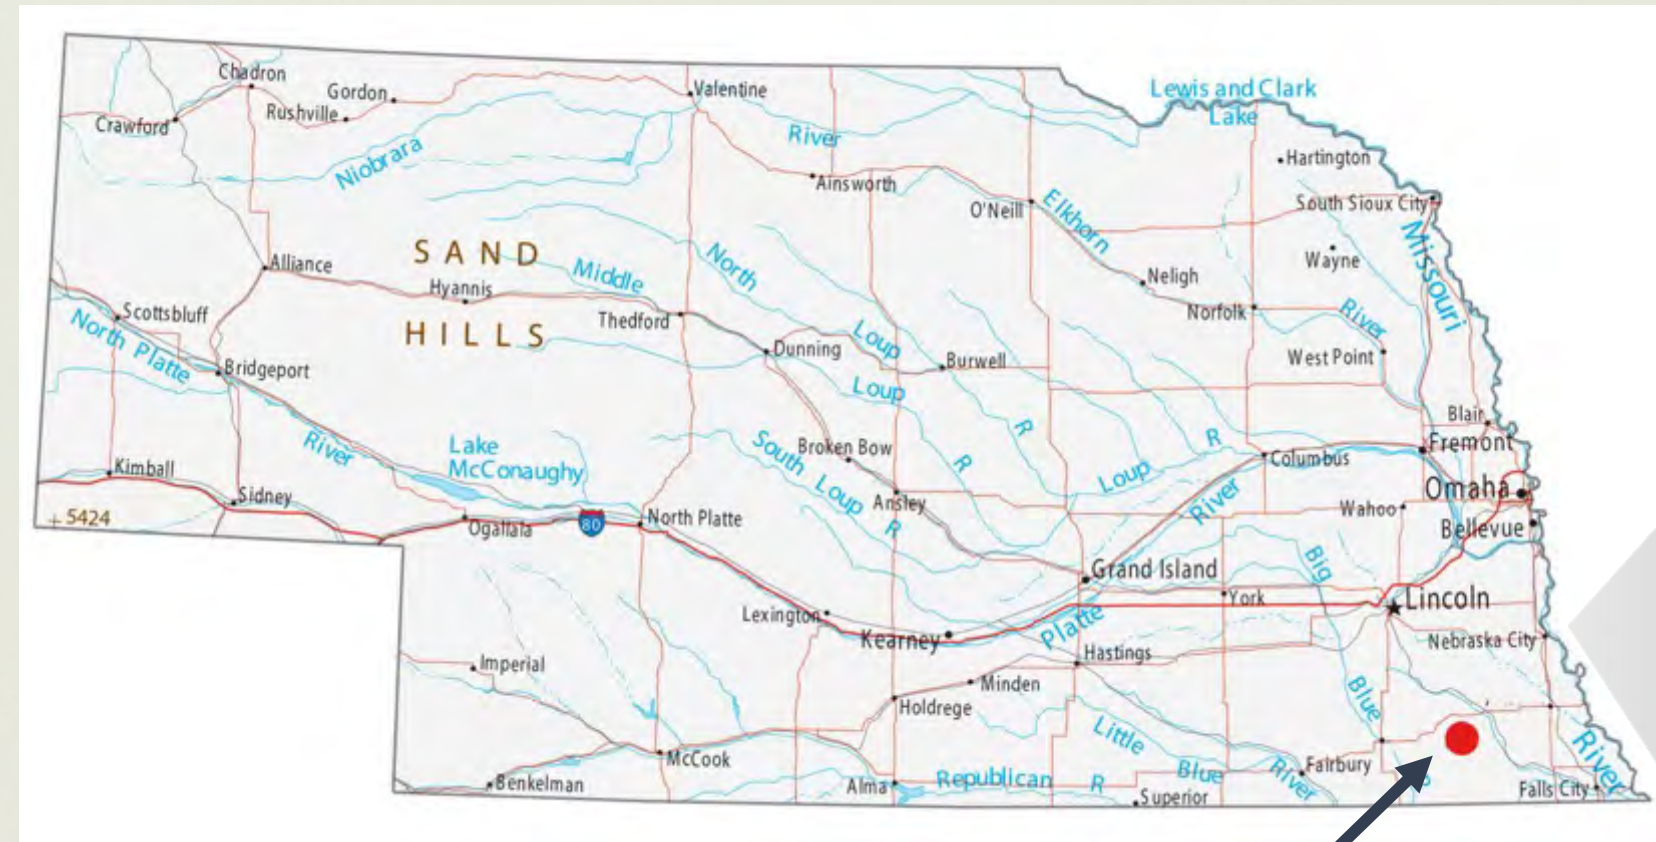 Chadron
Gordon
Rushville
Crawford
Valentine
Niobrara
River
Lewis and Clark
Lake
Hartington
Ainsworth
O'Neill
Elkhorn
South Sioux City
Missouri
Wayne
SAND
HILLS
Alliance
Hyannis
Middle
North
Thedford
Neligh
Norfolk
River
Scottsbluff
North Platte
Bridgeport
Dunning
Loup
Loup
Burwell
West Point
Blair
Fremont
River
Lake
McConaughy
South Loup R
Broken Bow
R
R
Loup
R
Columbus
Kimball
Sidney
+ 5424
Ogallala
80
North Platte
Ansley
River
Wahoo
Omaha
Bellevue
Grand Island
Big
York
Lincoln
Lexington
Kearney
Platte
Nebraska City
Imperial
Hastings
Minden
Holdrege
Blue
Little
McCook
Benkelman
Alma
Republican R
Blue
River
Fairbury
Superior
River
Falls City